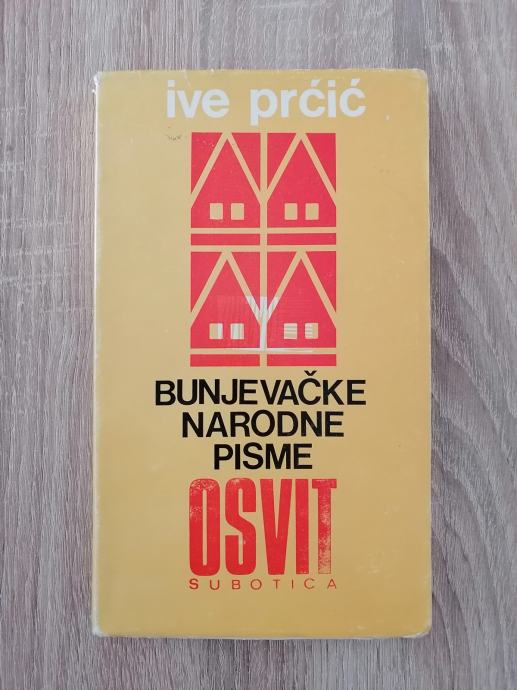 ive prćić
BUNJEVAČKE
NARODNE
PISME
OSVIT
SUBOTICA